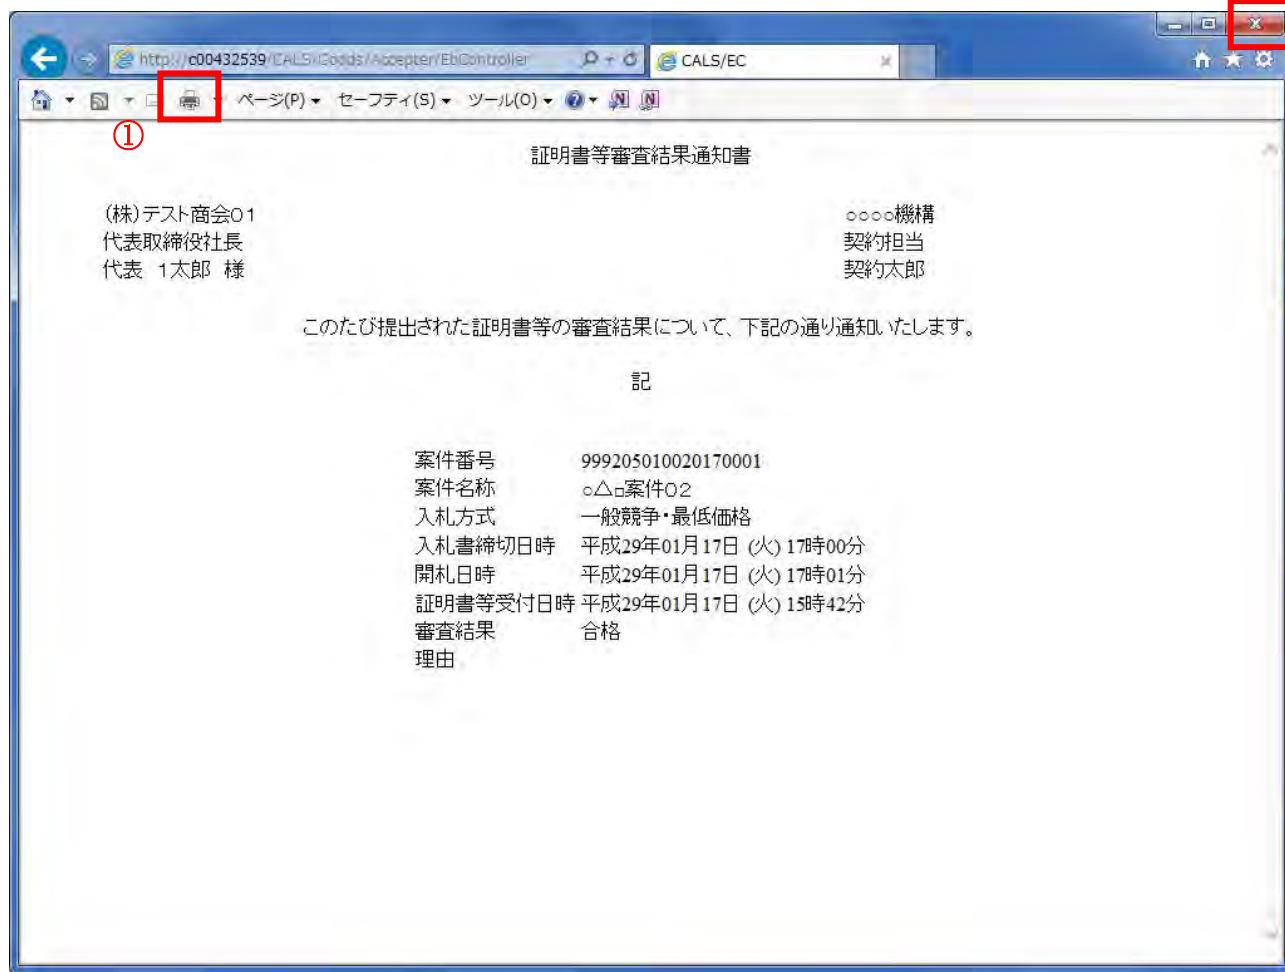 http://c00432539/CALS/Goods/Accepter/EbController
CALS/EC
ページ(P) セーフティ(S) ツール(O)
①
証明書等審査結果通知書
(株)テスト商会01
○○○○機構
代表取締役社長
契約担当
代表 1太郎 様
契約太郎
このたび提出された証明書等の審査結果について、下記の通り通知いたします。
記
案件番号 999205010020170001
案件名称 ○△□案件02
入札方式 一般競争・最低価格
入札書締切日時 平成29年01月17日 (火) 17時00分
開札日時 平成29年01月17日 (火) 17時01分
証明書等受付日時 平成29年01月17日 (火) 15時42分
審査結果 合格
理由